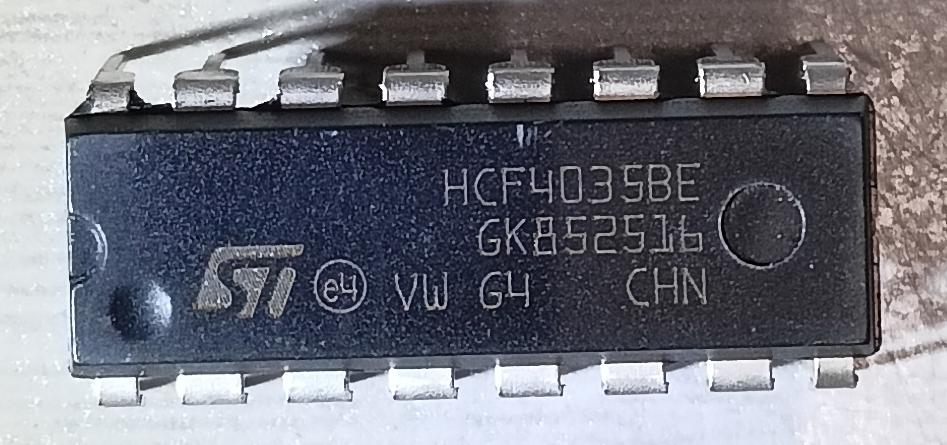 HCF4035BE
GK852516
ST e4 VW G4 CHN